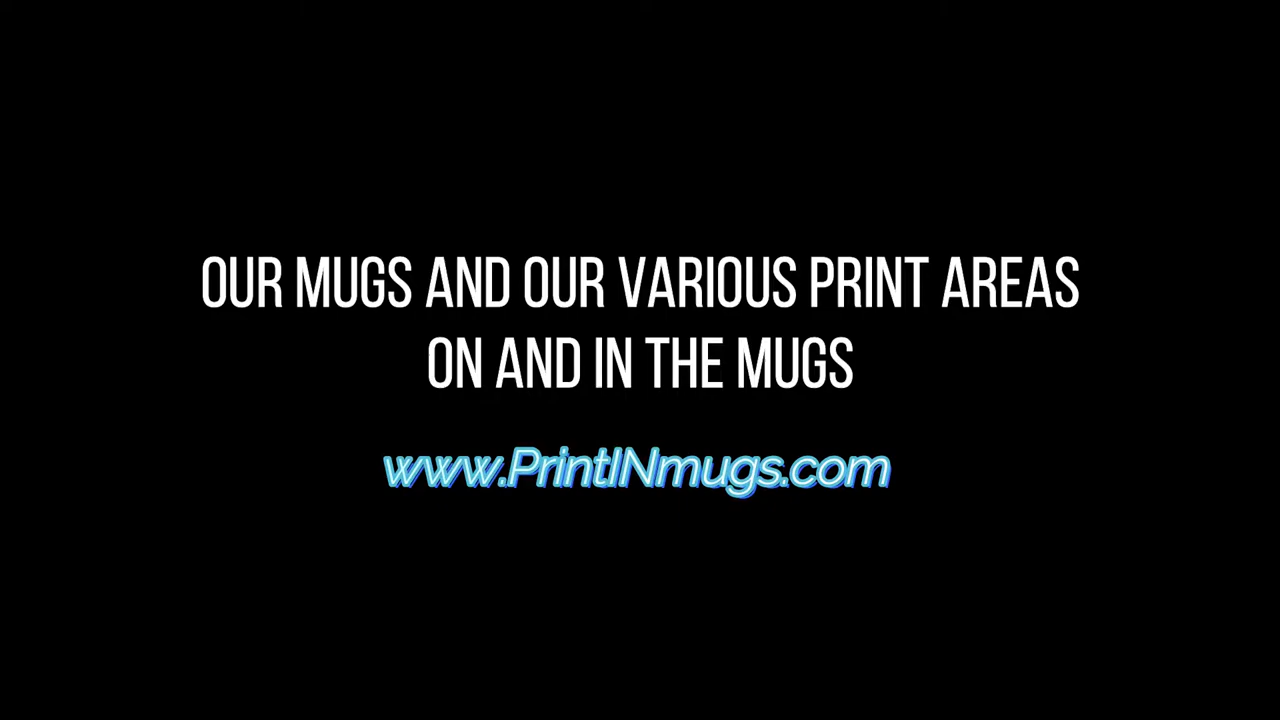 OUR MUGS AND OUR VARIOUS PRINT AREAS
ON AND IN THE MUGS
www.PrintINmugs.com